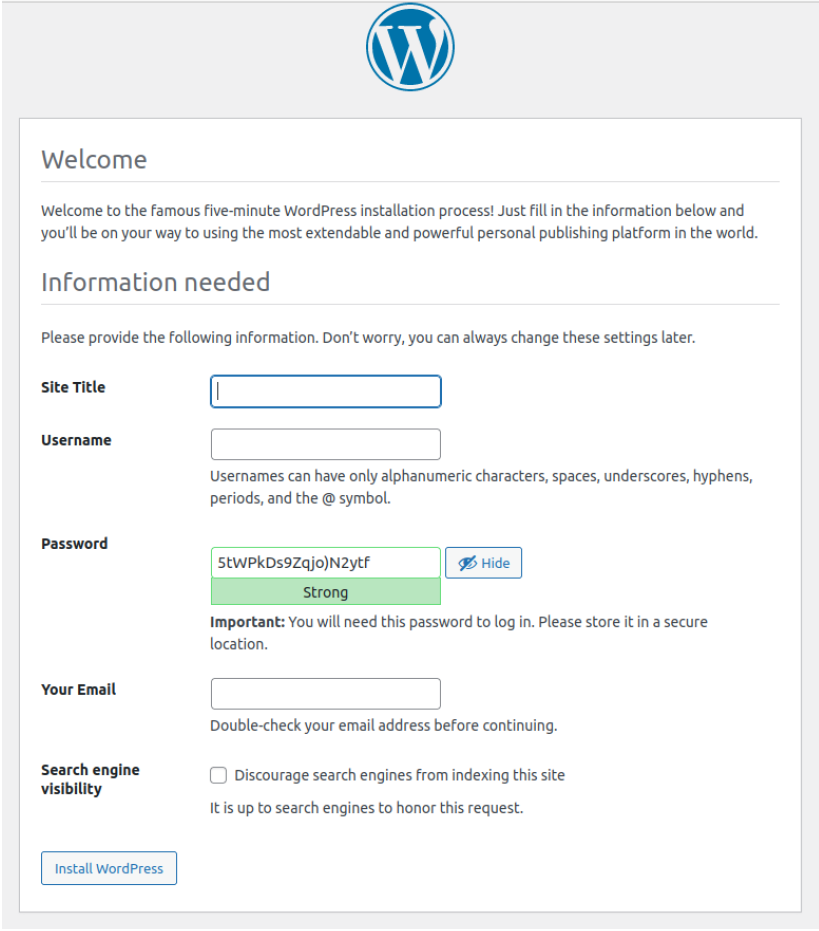 W
Welcome
Welcome to the famous five-minute WordPress installation process! Just fill in the information below and
you’ll be on your way to using the most extendable and powerful personal publishing platform in the world.
Information needed
Please provide the following information. Don’t worry, you can always change these settings later.
Site Title
Username
Usernames can have only alphanumeric characters, spaces, underscores, hyphens,
periods, and the @ symbol.
Password
5tWPkDs9Zqjo)N2ytf
Hide
Strong
Important: You will need this password to log in. Please store it in a secure
location.
Your Email
Double-check your email address before continuing.
Search engine
visibility
Discourage search engines from indexing this site
It is up to search engines to honor this request.
Install WordPress